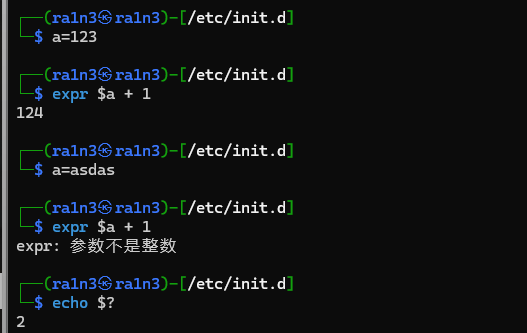 ┌──(ra1n3㉿ra1n3)-[/etc/init.d]
└─$ a=123
┌──(ra1n3㉿ra1n3)-[/etc/init.d]
└─$ expr $a + 1
124
┌──(ra1n3㉿ra1n3)-[/etc/init.d]
└─$ a=asdas
┌──(ra1n3㉿ra1n3)-[/etc/init.d]
└─$ expr $a + 1
expr: 参数不是整数
┌──(ra1n3㉿ra1n3)-[/etc/init.d]
└─$ echo $?
2